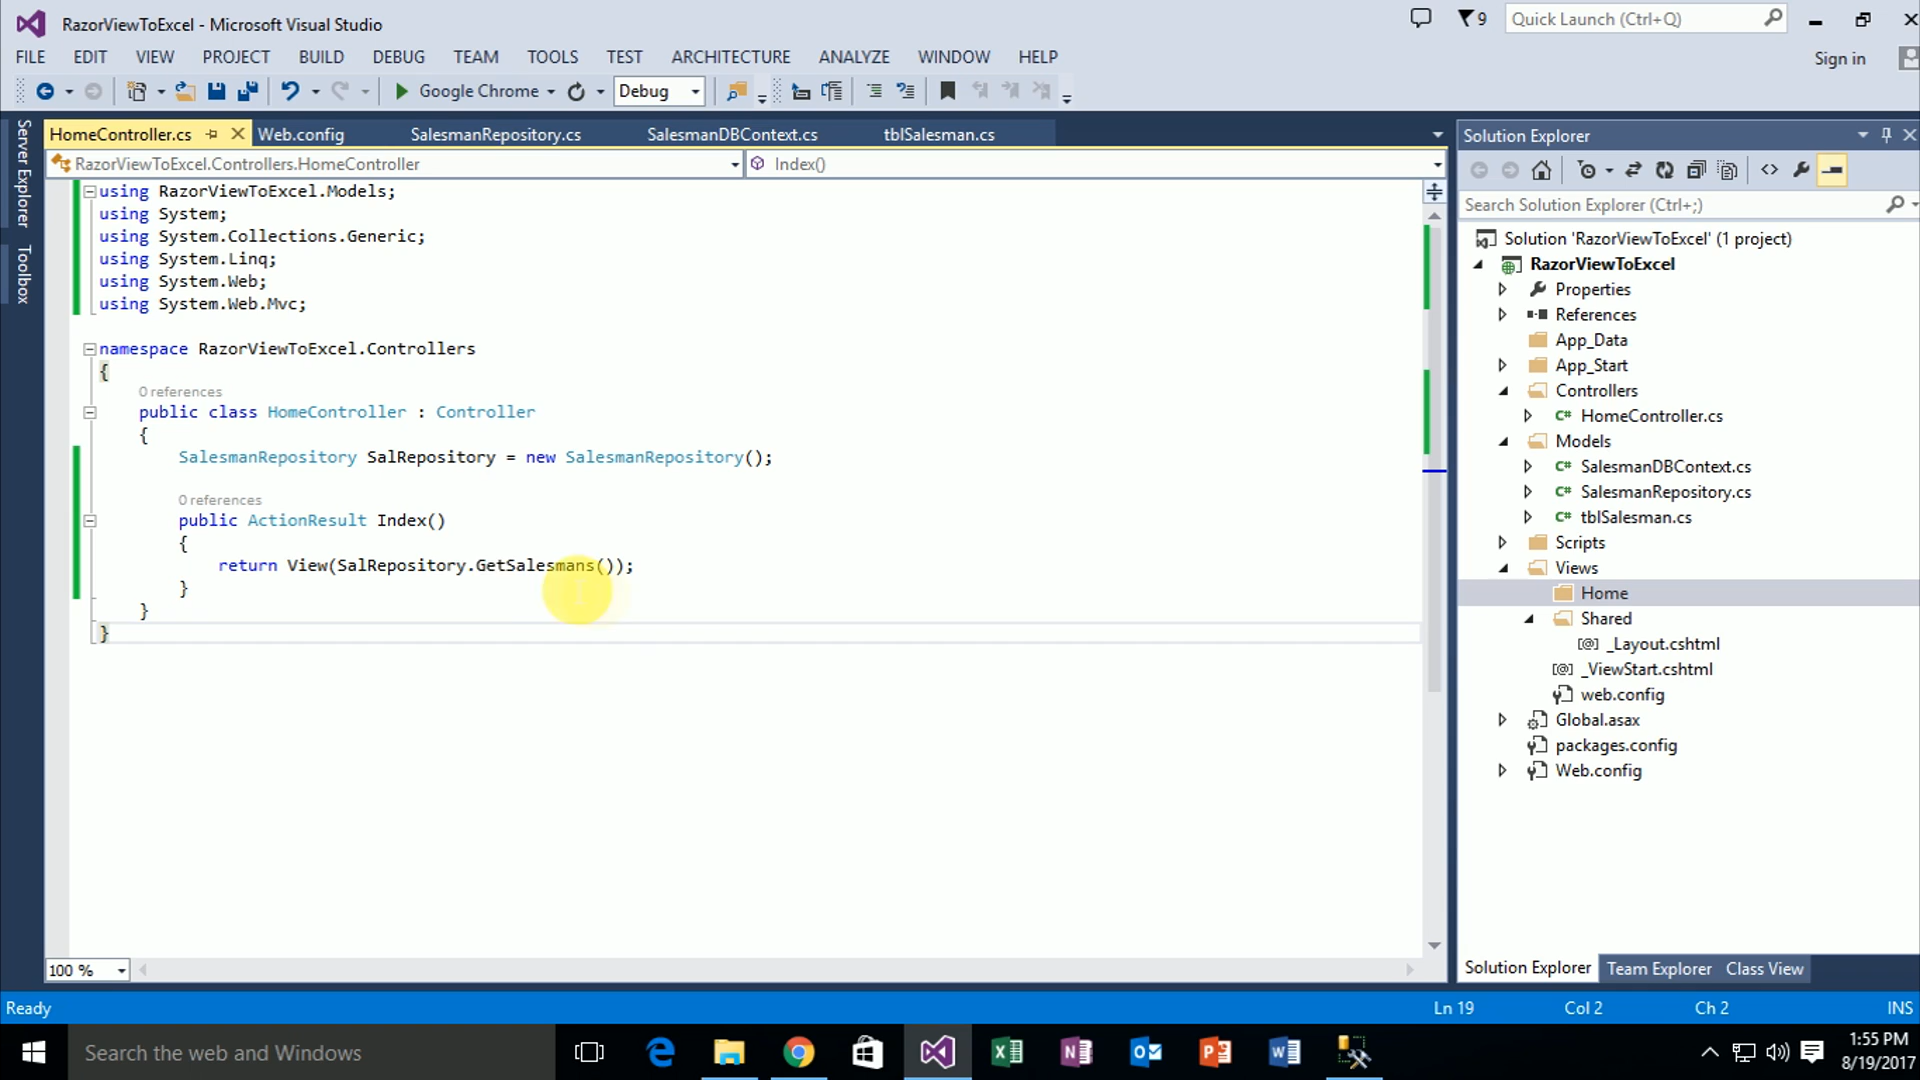 RazorViewToExcel - Microsoft Visual Studio
9
Quick Launch (Ctrl+Q)
FILE EDIT VIEW PROJECT BUILD DEBUG TEAM TOOLS TEST ARCHITECTURE ANALYZE WINDOW HELP
Sign in
Google Chrome
Debug
Server Explorer
Toolbox
HomeController.cs
Web.config
SalesmanRepository.cs
SalesmanDBContext.cs
tblSalesman.cs
RazorViewToExcel.Controllers.HomeController
Index()
using RazorViewToExcel.Models;
using System;
using System.Collections.Generic;
using System.Linq;
using System.Web;
using System.Web.Mvc;
namespace RazorViewToExcel.Controllers
{
0 references
public class HomeController : Controller
{
SalesmanRepository SalRepository = new SalesmanRepository();
0 references
public ActionResult Index()
{
return View(SalRepository.GetSalesmans());
}
}
}
100 %
Solution Explorer
Search Solution Explorer (Ctrl+;)
Solution 'RazorViewToExcel' (1 project)
RazorViewToExcel
Properties
References
App_Data
App_Start
Controllers
C# HomeController.cs
Models
C# SalesmanDBContext.cs
C# SalesmanRepository.cs
C# tblSalesman.cs
Scripts
Views
Home
Shared
[@] _Layout.cshtml
[@] _ViewStart.cshtml
web.config
Global.asax
packages.config
Web.config
Solution Explorer Team Explorer Class View
Ready
Ln 19
Col 2
Ch 2
INS
Search the web and Windows
1:55 PM
8/19/2017